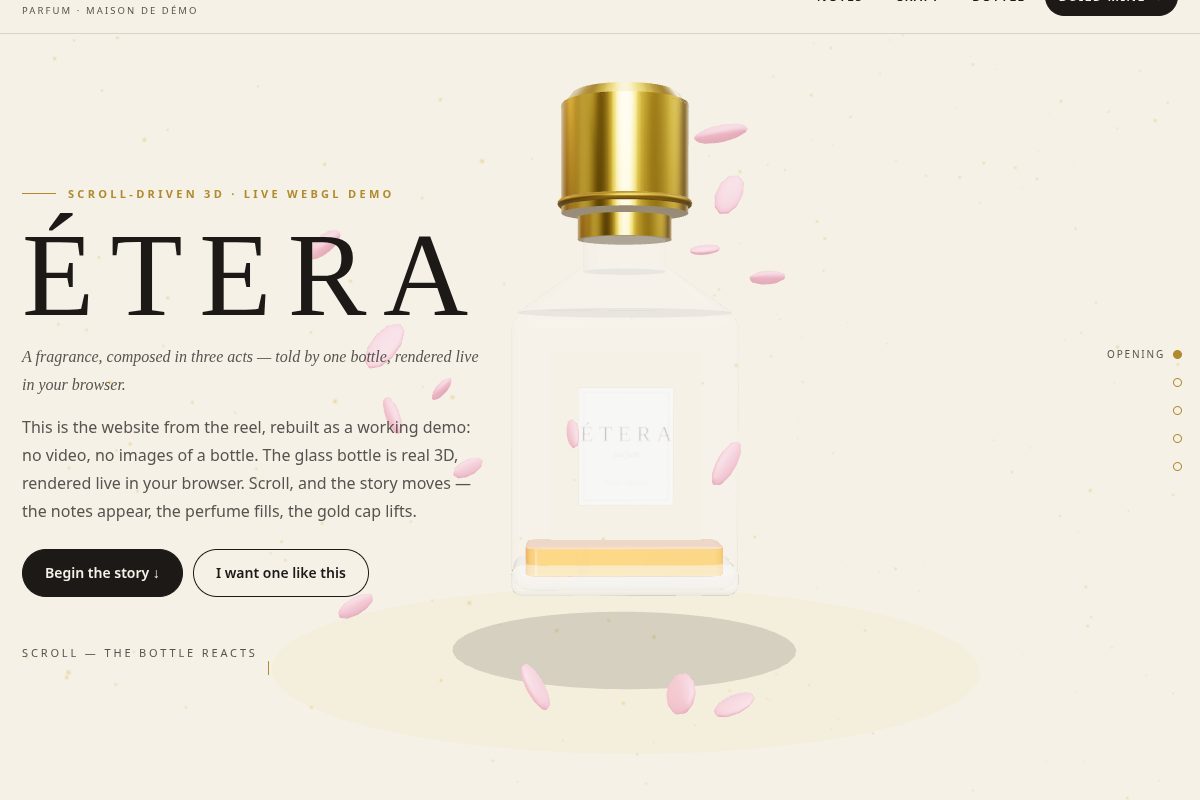 PARFUM · MAISON DE DÉMO
SCROLL-DRIVEN 3D · LIVE WEBGL DEMO
ÉTERA
A fragrance, composed in three acts — told by one bottle, rendered live
in your browser.
This is the website from the reel, rebuilt as a working demo:
no video, no images of a bottle. The glass bottle is real 3D,
rendered live in your browser. Scroll, and the story moves —
the notes appear, the perfume fills, the gold cap lifts.
Begin the story ↓
I want one like this
SCROLL — THE BOTTLE REACTS
ÉTERA
OPENING